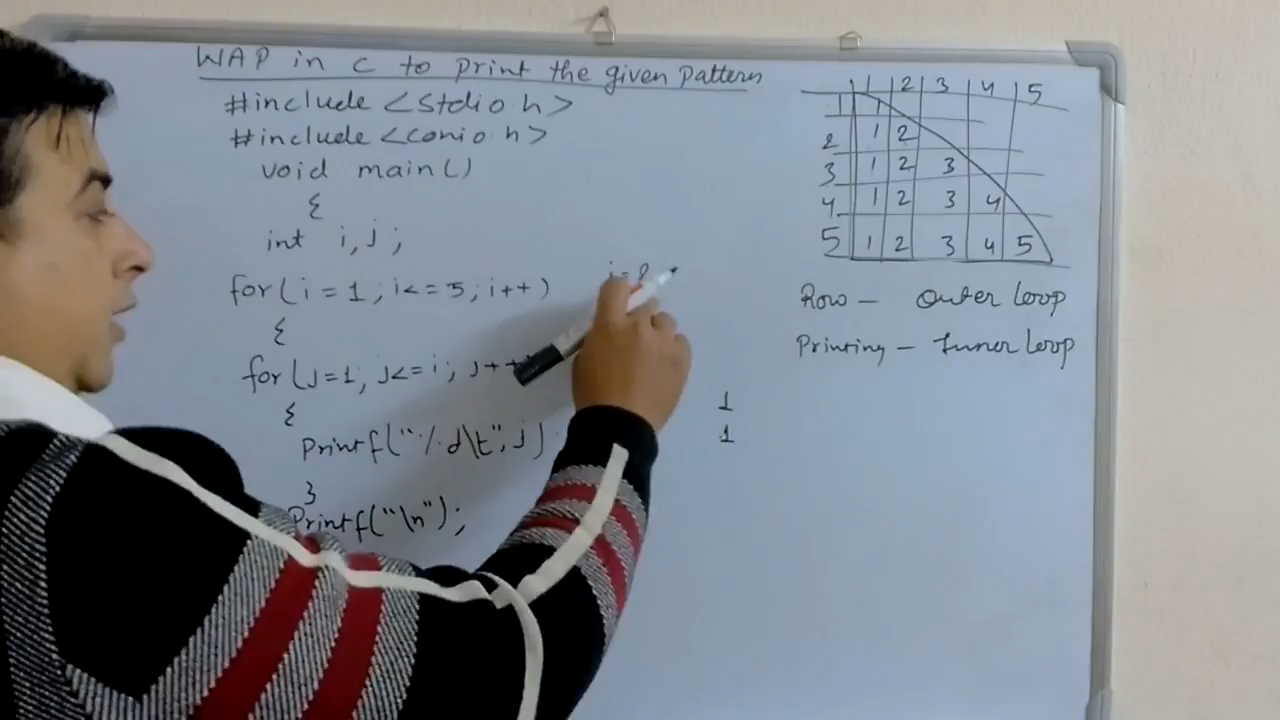 WAP in C to print the given pattern
#include <stdio.h>
#include <conio.h>
void main()
{
int i, j ;
for( i = 1 ; i<= 5 ; i++ )
{
for( J=1; j<= i ; J++
{
Printf("%d\t", j)
}
Printf("\n");
1 2 3 4 5
1 1
2 1 2
3 1 2 3
4 1 2 3 4
5 1 2 3 4 5
Row – Outer loop
Printing – Inner loop
1
1